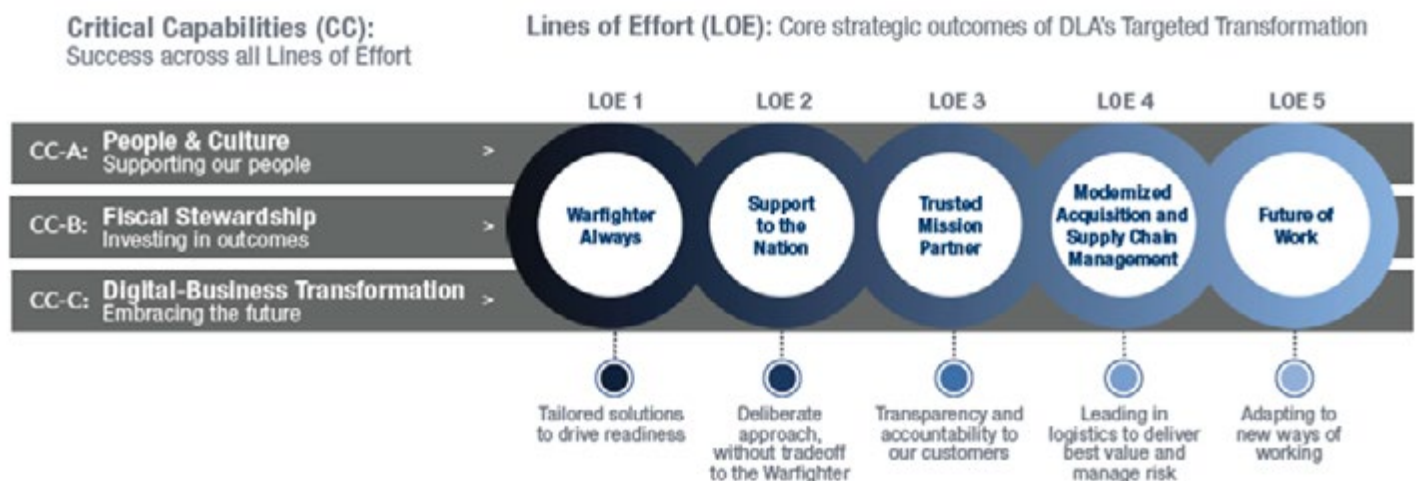 Critical Capabilities (CC):
Success across all Lines of Effort
Lines of Effort (LOE): Core strategic outcomes of DLA's Targeted Transformation
LOE 1
LOE 2
LOE 3
LOE 4
LOE 5
CC-A: People & Culture >
Supporting our people
CC-B: Fiscal Stewardship >
Investing in outcomes
CC-C: Digital-Business Transformation >
Embracing the future
Warfighter
Always
Support
to the
Nation
Trusted
Mission
Partner
Modernized
Acquisition and
Supply Chain
Management
Future of
Work
Tailored solutions
to drive readiness
Deliberate
approach,
without tradeoff
to the Warfighter
Transparency and
accountability to
our customers
Leading in
logistics to deliver
best value and
manage risk
Adapting to
new ways of
working